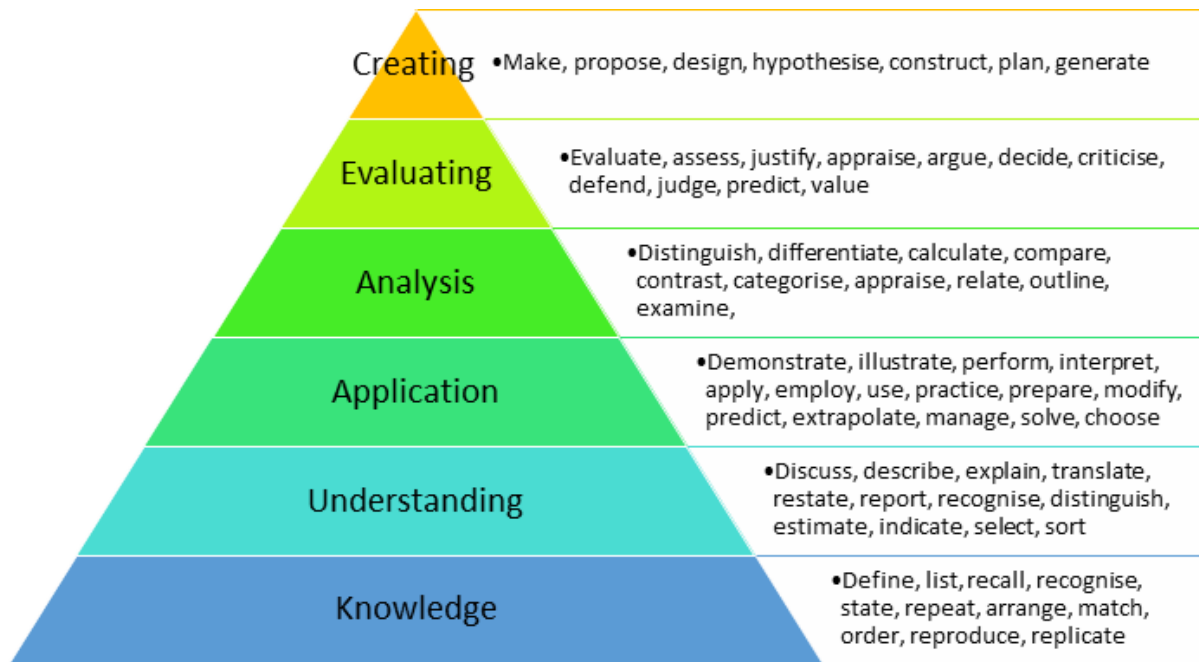 Creating
•Make, propose, design, hypothesise, construct, plan, generate
Evaluating
•Evaluate, assess, justify, appraise, argue, decide, criticise,
defend, judge, predict, value
Analysis
•Distinguish, differentiate, calculate, compare,
contrast, categorise, appraise, relate, outline,
examine,
Application
•Demonstrate, illustrate, perform, interpret,
apply, employ, use, practice, prepare, modify,
predict, extrapolate, manage, solve, choose
Understanding
•Discuss, describe, explain, translate,
restate, report, recognise, distinguish,
estimate, indicate, select, sort
Knowledge
•Define, list, recall, recognise,
state, repeat, arrange, match,
order, reproduce, replicate